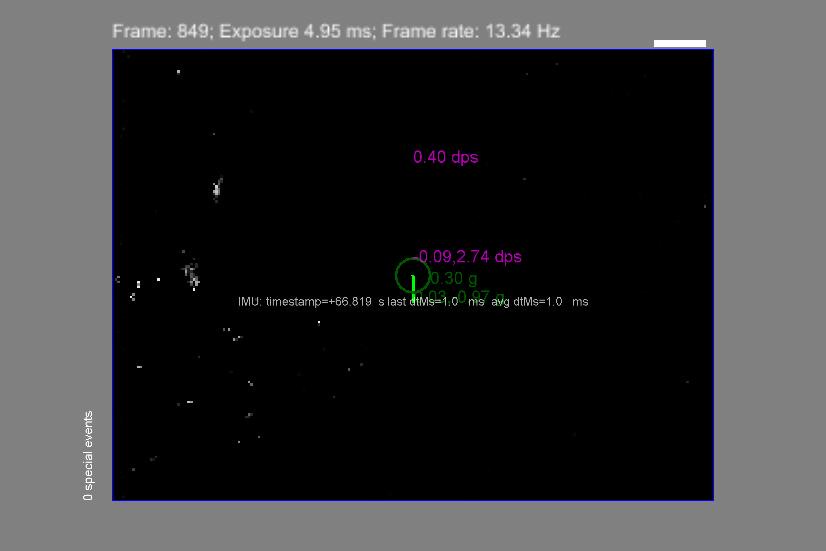 Frame: 849; Exposure 4.95 ms; Frame rate: 13.34 Hz
0.40 dps
-0.09,2.74 dps
0.30 g
IMU: timestamp=+66.819 s last dtMs=1.0 ms avg dtMs=1.0 ms
0 special events